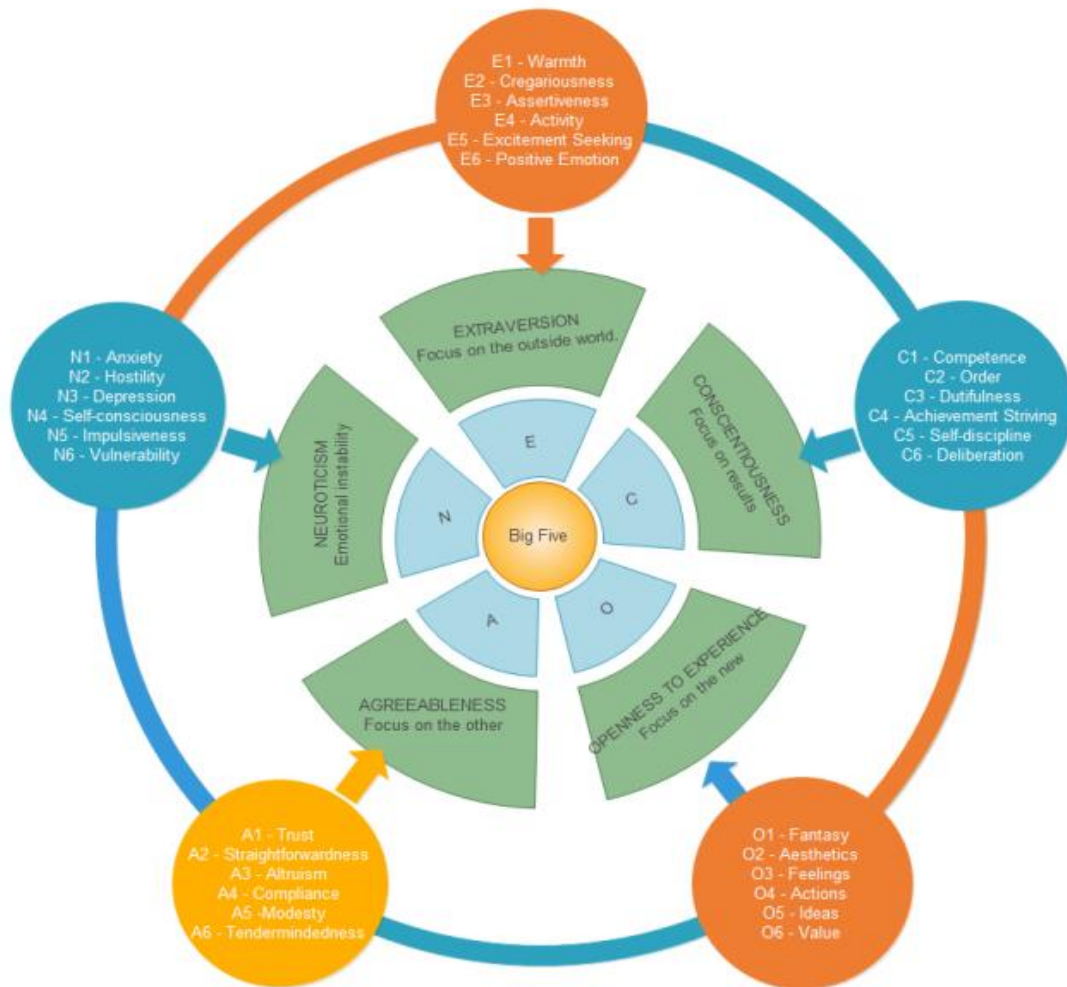 E1 - Warmth
E2 - Cregariousness
E3 - Assertiveness
E4 - Activity
E5 - Excitement Seeking
E6 - Positive Emotion
EXTRAVERSION
Focus on the outside world.
N1 - Anxiety
N2 - Hostility
N3 - Depression
N4 - Self-consciousness
N5 - Impulsiveness
N6 - Vulnerability
NEUROTICISM
Emotional instability
C1 - Competence
C2 - Order
C3 - Dutifulness
C4 - Achievement Striving
C5 - Self-discipline
C6 - Deliberation
CONSCIENTIOUSNESS
Focus on results
E
N
C
Big Five
A
O
AGREEABLENESS
Focus on the other
OPENNESS TO EXPERIENCE
Focus on the new
A1 - Trust
A2 - Straightforwardness
A3 - Altruism
A4 - Compliance
A5 -Modesty
A6 - Tendermindedness
O1 - Fantasy
O2 - Aesthetics
O3 - Feelings
O4 - Actions
O5 - Ideas
O6 - Value